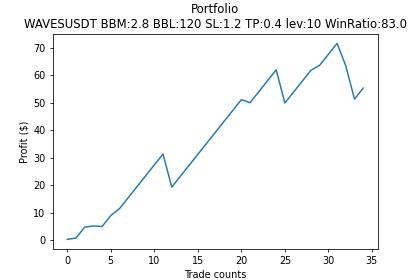 Portfolio
WAVESUSDT BBM:2.8 BBL:120 SL:1.2 TP:0.4 lev:10 WinRatio:83.0
70
60
50
40
30
20
10
0
Profit ($)
0 5 10 15 20 25 30 35
Trade counts